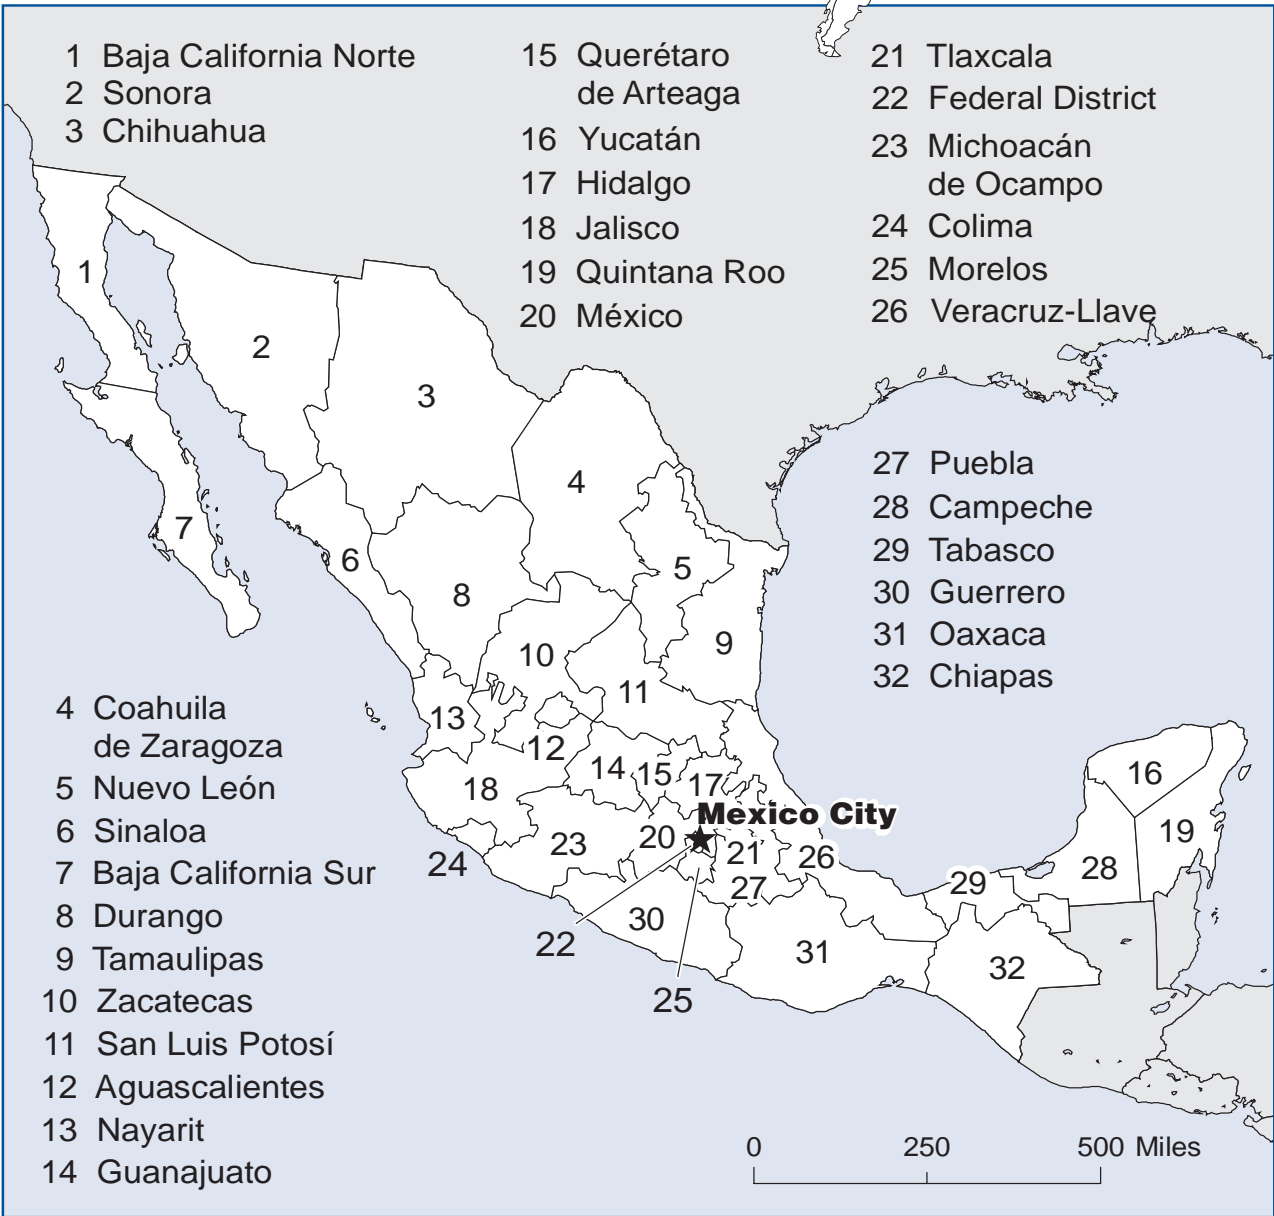 1 Baja California Norte
2 Sonora
3 Chihuahua
15 Querétaro
de Arteaga
16 Yucatán
17 Hidalgo
18 Jalisco
19 Quintana Roo
20 México
21 Tlaxcala
22 Federal District
23 Michoacán
de Ocampo
24 Colima
25 Morelos
26 Veracruz-Llave
27 Puebla
28 Campeche
29 Tabasco
30 Guerrero
31 Oaxaca
32 Chiapas
4 Coahuila
de Zaragoza
5 Nuevo León
6 Sinaloa
7 Baja California Sur
8 Durango
9 Tamaulipas
10 Zacatecas
11 San Luis Potosí
12 Aguascalientes
13 Nayarit
14 Guanajuato
1
2
3
4
7
6
5
8
9
10
11
13
12
14
15
17
18
16
Mexico City
19
20
23
21
26
24
28
27
29
30
22
31
32
25
0 250 500 Miles